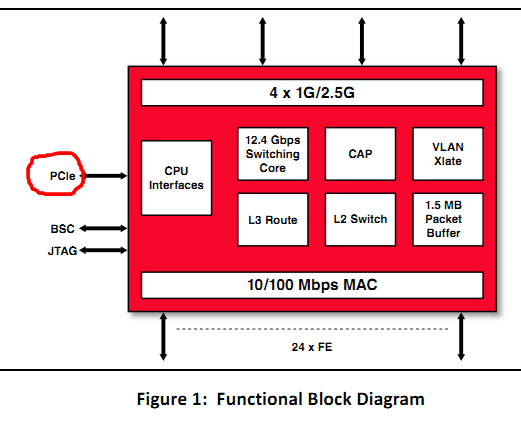 4 x 1G/2.5G
PCIe
CPU
Interfaces
12.4 Gbps
Switching
Core
CAP
VLAN
Xlate
BSC
JTAG
L3 Route
L2 Switch
1.5 MB
Packet
Buffer
10/100 Mbps MAC
24 x FE
Figure 1: Functional Block Diagram